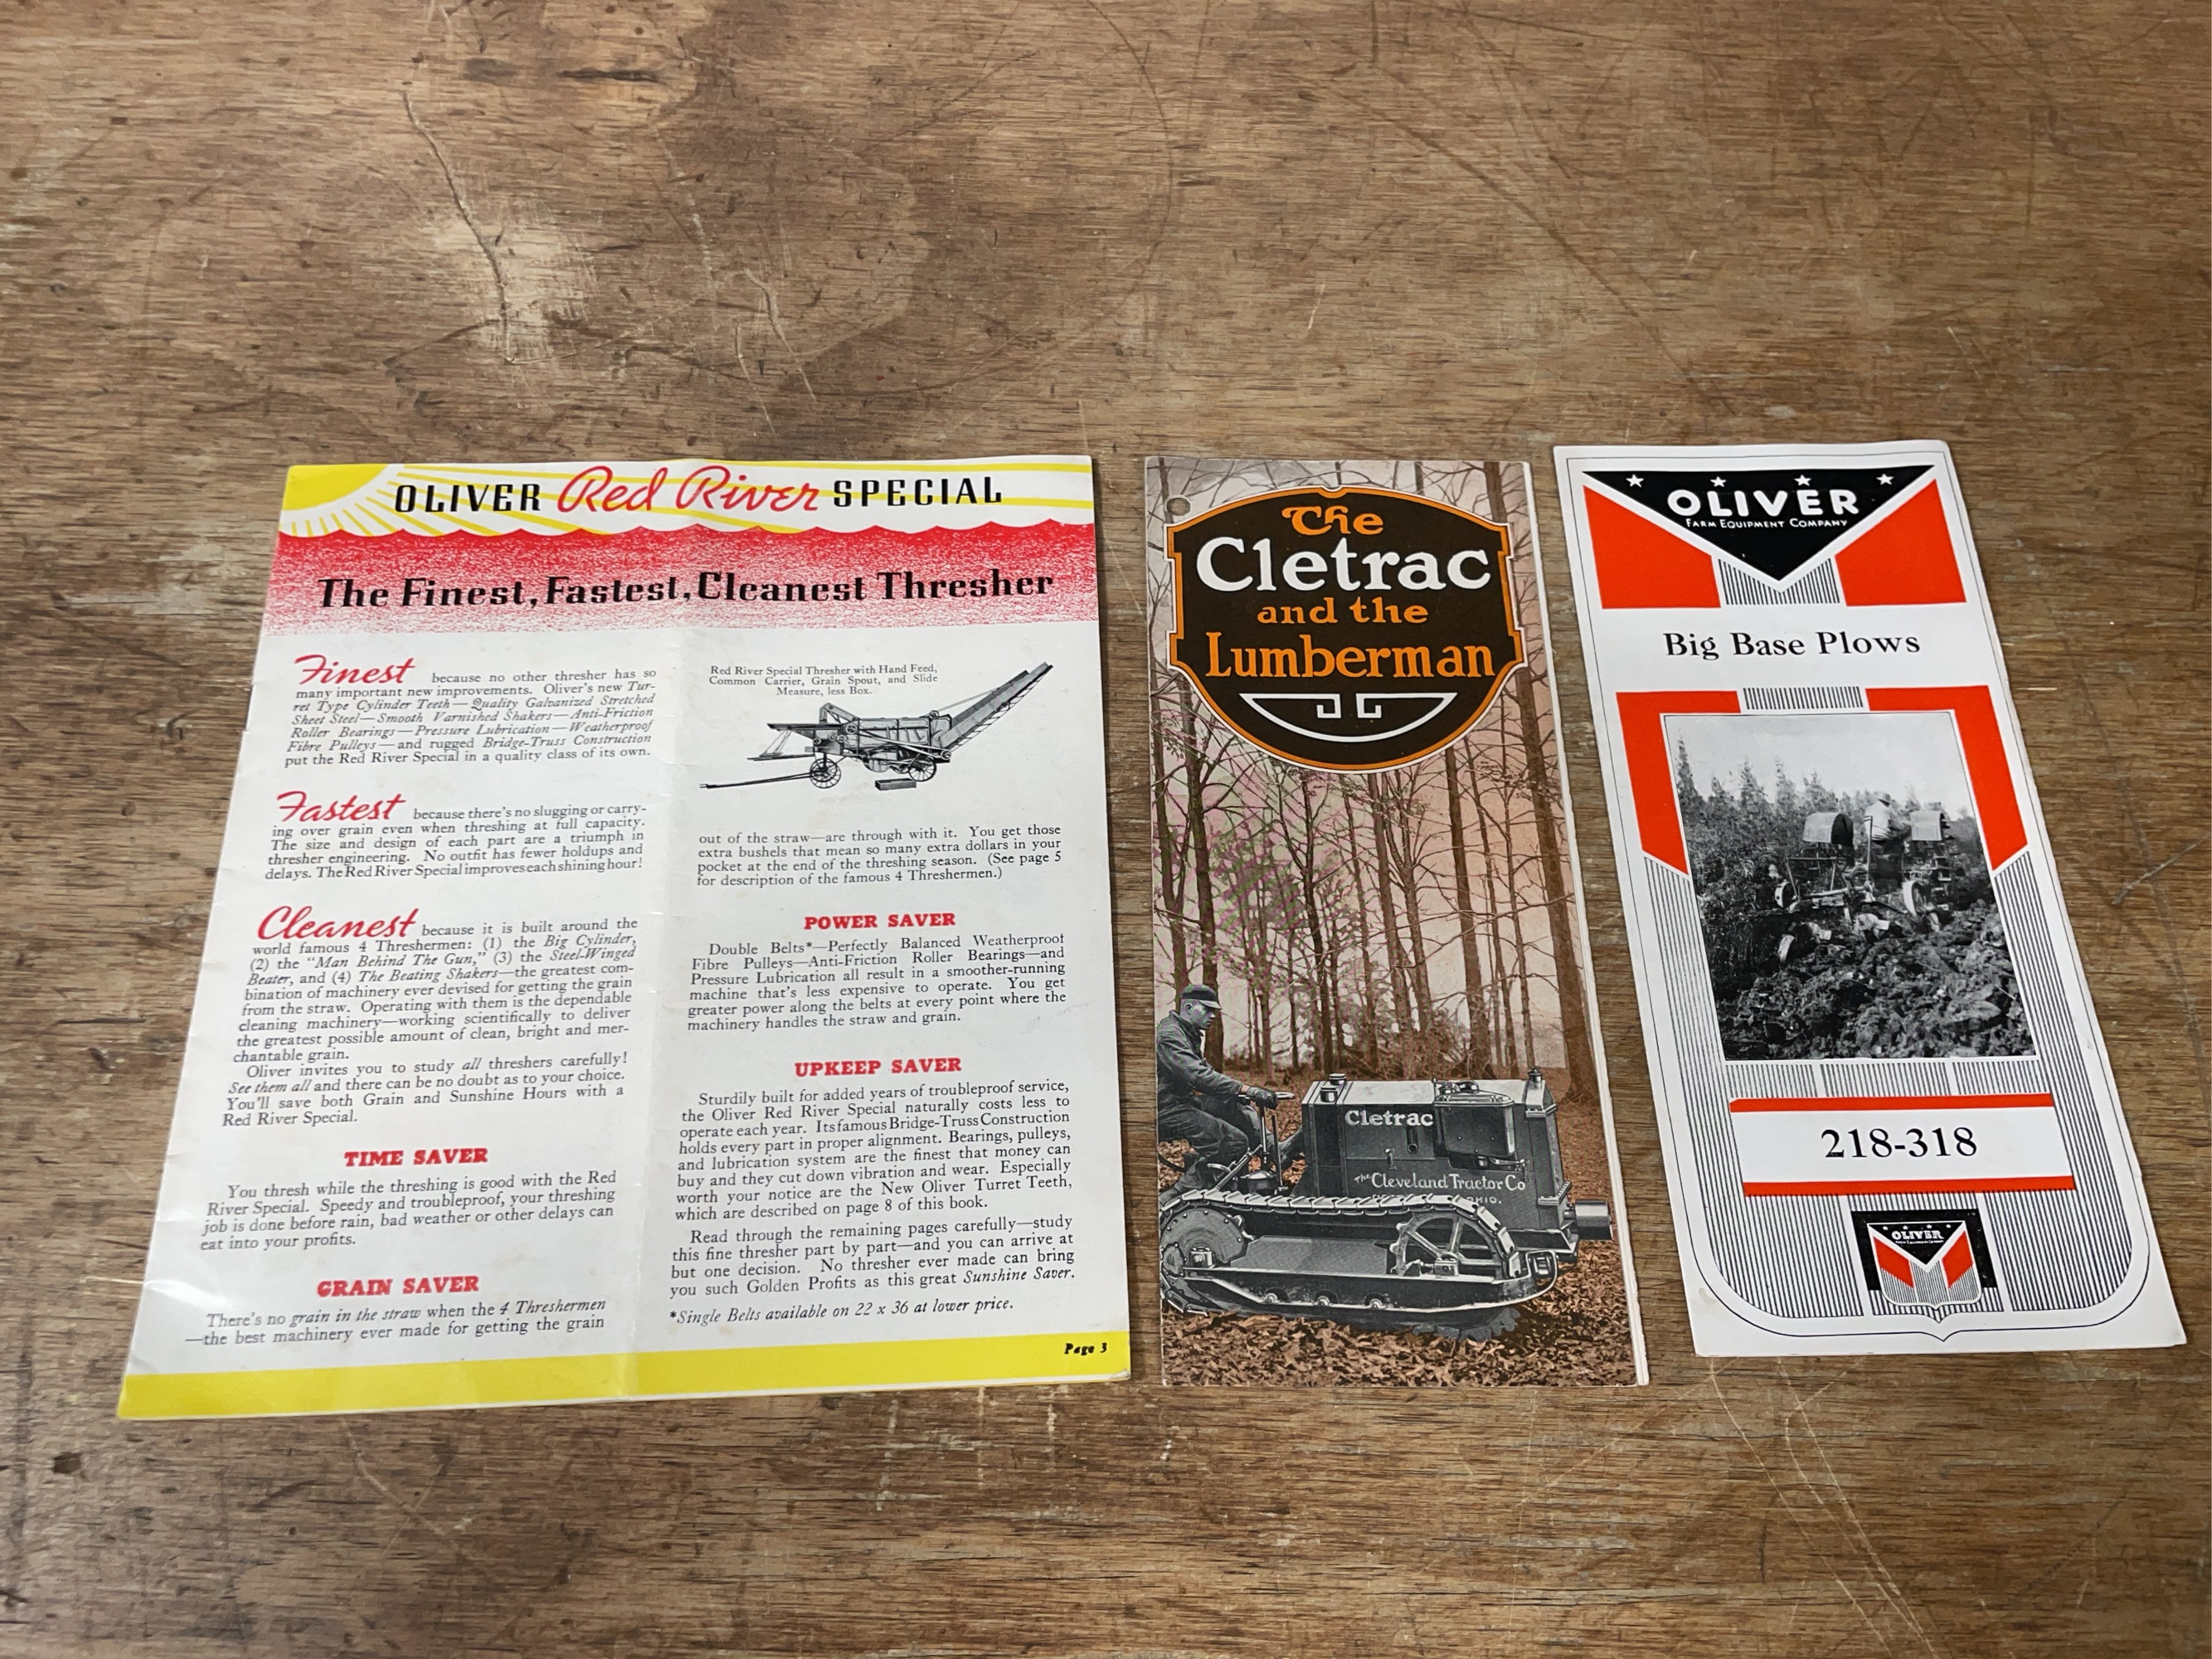 OLIVER Red River SPECIAL
The Finest, Fastest, Cleanest Thresher
Finest because no other thresher has so
many important new improvements. Oliver's new Tur-
ret Type Cylinder Teeth—Quality Galvanized Stretched
Sheet Steel—Smooth Varnished Shakers—Anti-Friction
Roller Bearings—Pressure Lubrication—Weatherproof
Fibre Pulleys—and rugged Bridge-Truss Construction
put the Red River Special in a quality class of its own.
Fastest because there's no slugging or carry-
ing over grain even when threshing at full capacity.
The size and design of each part are a triumph in
thresher engineering. No outfit has fewer holdups and
delays. The Red River Special improves each shining hour!
Cleanest because it is built around the
world famous 4 Threshermen: (1) the Big Cylinder,
(2) the "Man Behind The Gun," (3) the Steel-Winged
Beater, and (4) The Beating Shakers—the greatest com-
bination of machinery ever devised for getting the grain
from the straw. Operating with them is the dependable
cleaning machinery—working scientifically to deliver
the greatest possible amount of clean, bright and mer-
chantable grain.
Oliver invites you to study all threshers carefully!
See them all and there can be no doubt as to your choice.
You'll save both Grain and Sunshine Hours with a
Red River Special.
TIME SAVER
You thresh while the threshing is good with the Red
River Special. Speedy and troubleproof, your threshing
job is done before rain, bad weather or other delays can
eat into your profits.
GRAIN SAVER
There's no grain in the straw when the 4 Threshermen
—the best machinery ever made for getting the grain
Red River Special Thresher with Hand Feed,
Common Carrier, Grain Spout, and Slide
Measure, less Box.
out of the straw—are through with it. You get those
extra bushels that mean so many extra dollars in your
pocket at the end of the threshing season. (See page 5
for description of the famous 4 Threshermen.)
POWER SAVER
Double Belts*—Perfectly Balanced Weatherproof
Fibre Pulleys—Anti-Friction Roller Bearings—and
Pressure Lubrication all result in a smoother-running
machine that's less expensive to operate. You get
greater power along the belts at every point where the
machinery handles the straw and grain.
UPKEEP SAVER
Sturdily built for added years of troubleproof service,
the Oliver Red River Special naturally costs less to
operate each year. Its famous Bridge-Truss Construction
holds every part in proper alignment. Bearings, pulleys,
and lubrication system are the finest that money can
buy and they cut down vibration and wear. Especially
worth your notice are the New Oliver Turret Teeth,
which are described on page 8 of this book.
Read through the remaining pages carefully—study
this fine thresher part by part—and you can arrive at
but one decision. No thresher ever made can bring
you such Golden Profits as this great Sunshine Saver.
*Single Belts available on 22 x 36 at lower price.
Page 3
The
Cletrac
and the
Lumberman
Cletrac
The Cleveland Tractor Co
OHIO.
OLIVER
FARM EQUIPMENT COMPANY
Big Base Plows
218-318
OLIVER